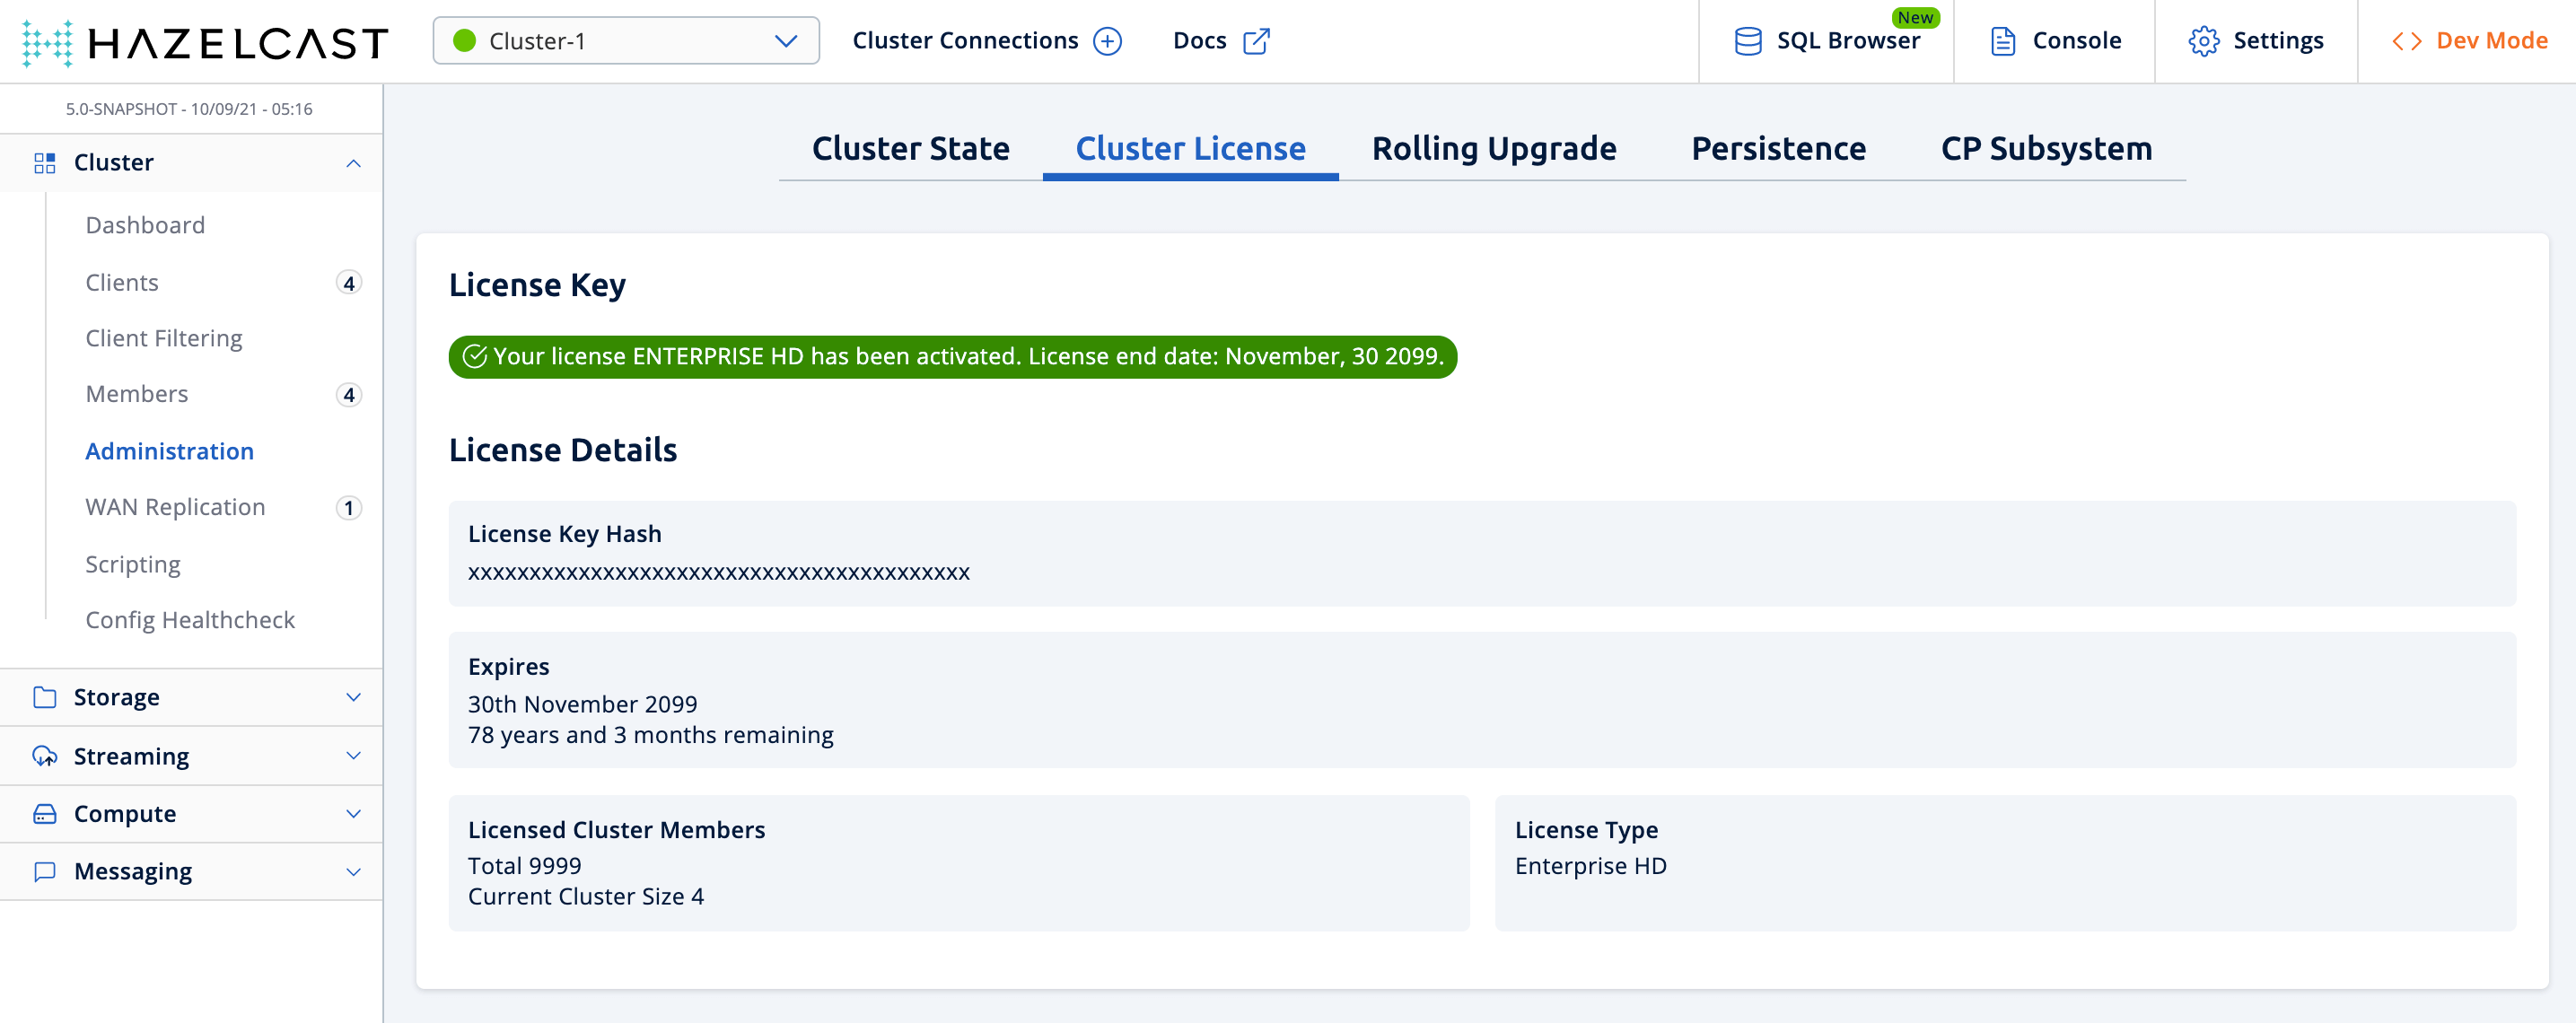 HAZELCAST
Cluster-1
Cluster Connections
Docs
New
SQL Browser
Console
Settings
Dev Mode
5.0-SNAPSHOT - 10/09/21 - 05:16
Cluster
Dashboard
Clients 4
Client Filtering
Members 4
Administration
WAN Replication 1
Scripting
Config Healthcheck
Storage
Streaming
Compute
Messaging
Cluster State
Cluster License
Rolling Upgrade
Persistence
CP Subsystem
License Key
Your license ENTERPRISE HD has been activated. License end date: November, 30 2099.
License Details
License Key Hash
xxxxxxxxxxxxxxxxxxxxxxxxxxxxxxxxxxxxxxxxx
Expires
30th November 2099
78 years and 3 months remaining
Licensed Cluster Members
Total 9999
Current Cluster Size 4
License Type
Enterprise HD